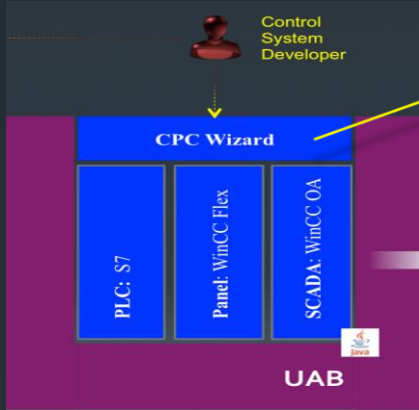 Control
System
Developer
CPC Wizard
PLC: S7
Panel: WinCC Flex
SCADA: WinCC OA
Java
UAB